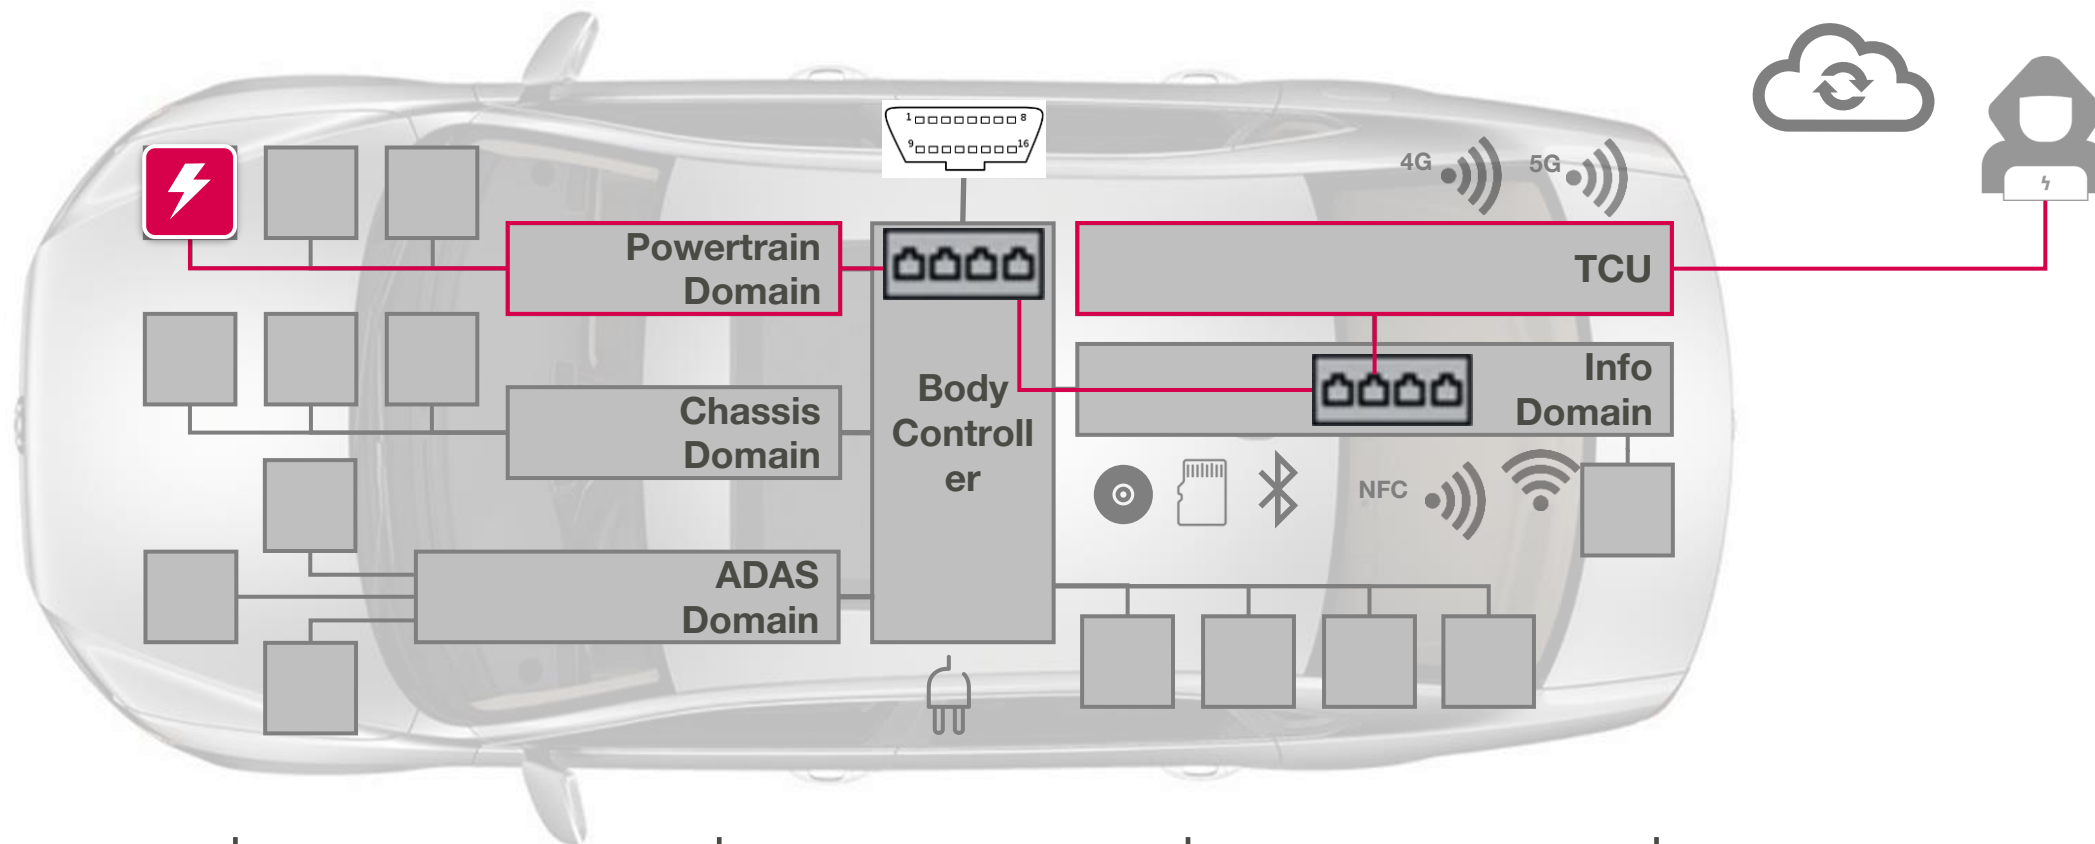 1 8
9 16
4G 5G
Powertrain
Domain
TCU
Info
Domain
Body
Controll
er
Chassis
Domain
NFC
ADAS
Domain